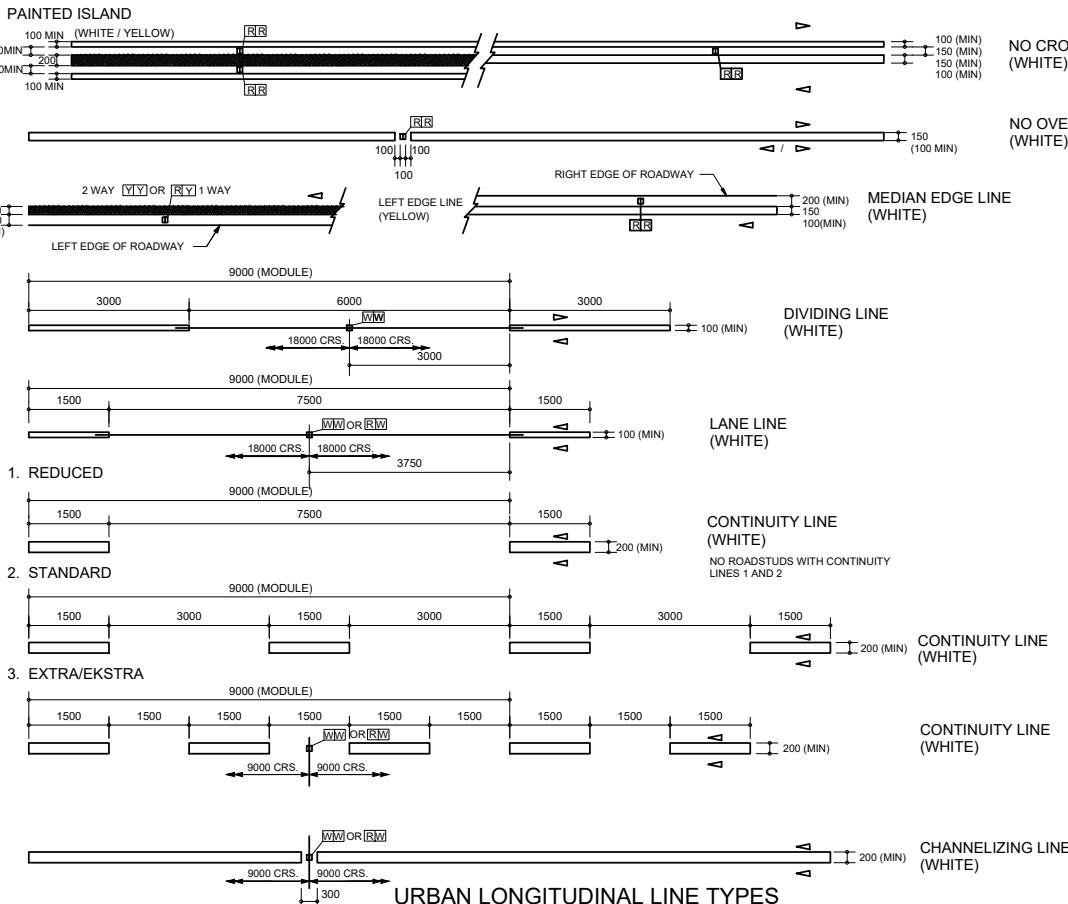 PAINTED ISLAND
100 MIN (WHITE / YELLOW) RR
200
100 MIN
RR
RR
100 (MIN)
150 (MIN)
150 (MIN)
100 (MIN)
NO CRO
(WHITE)
RR
100 100
100
150
(100 MIN)
/
NO OVE
(WHITE)
2 WAY YY OR RY 1 WAY
LEFT EDGE OF ROADWAY
LEFT EDGE LINE
(YELLOW)
RIGHT EDGE OF ROADWAY
RR
200 (MIN)
150
100(MIN)
MEDIAN EDGE LINE
(WHITE)
9000 (MODULE)
3000 6000 3000
WW
18000 CRS. 18000 CRS.
3000
100 (MIN)
DIVIDING LINE
(WHITE)
9000 (MODULE)
1500 7500 1500
WW OR RW
18000 CRS. 18000 CRS.
3750
100 (MIN)
LANE LINE
(WHITE)
1. REDUCED
9000 (MODULE)
1500 7500 1500
200 (MIN)
CONTINUITY LINE
(WHITE)
NO ROADSTUDS WITH CONTINUITY
LINES 1 AND 2
2. STANDARD
9000 (MODULE)
1500 3000 1500 3000 1500 3000 1500
200 (MIN)
CONTINUITY LINE
(WHITE)
3. EXTRA/EKSTRA
9000 (MODULE)
1500 1500 1500 1500 1500 1500 1500 1500 1500
WW OR RW
9000 CRS. 9000 CRS.
200 (MIN)
CONTINUITY LINE
(WHITE)
WW OR RW
9000 CRS. 9000 CRS.
300
200 (MIN)
CHANNELIZING LINE
(WHITE)
URBAN LONGITUDINAL LINE TYPES